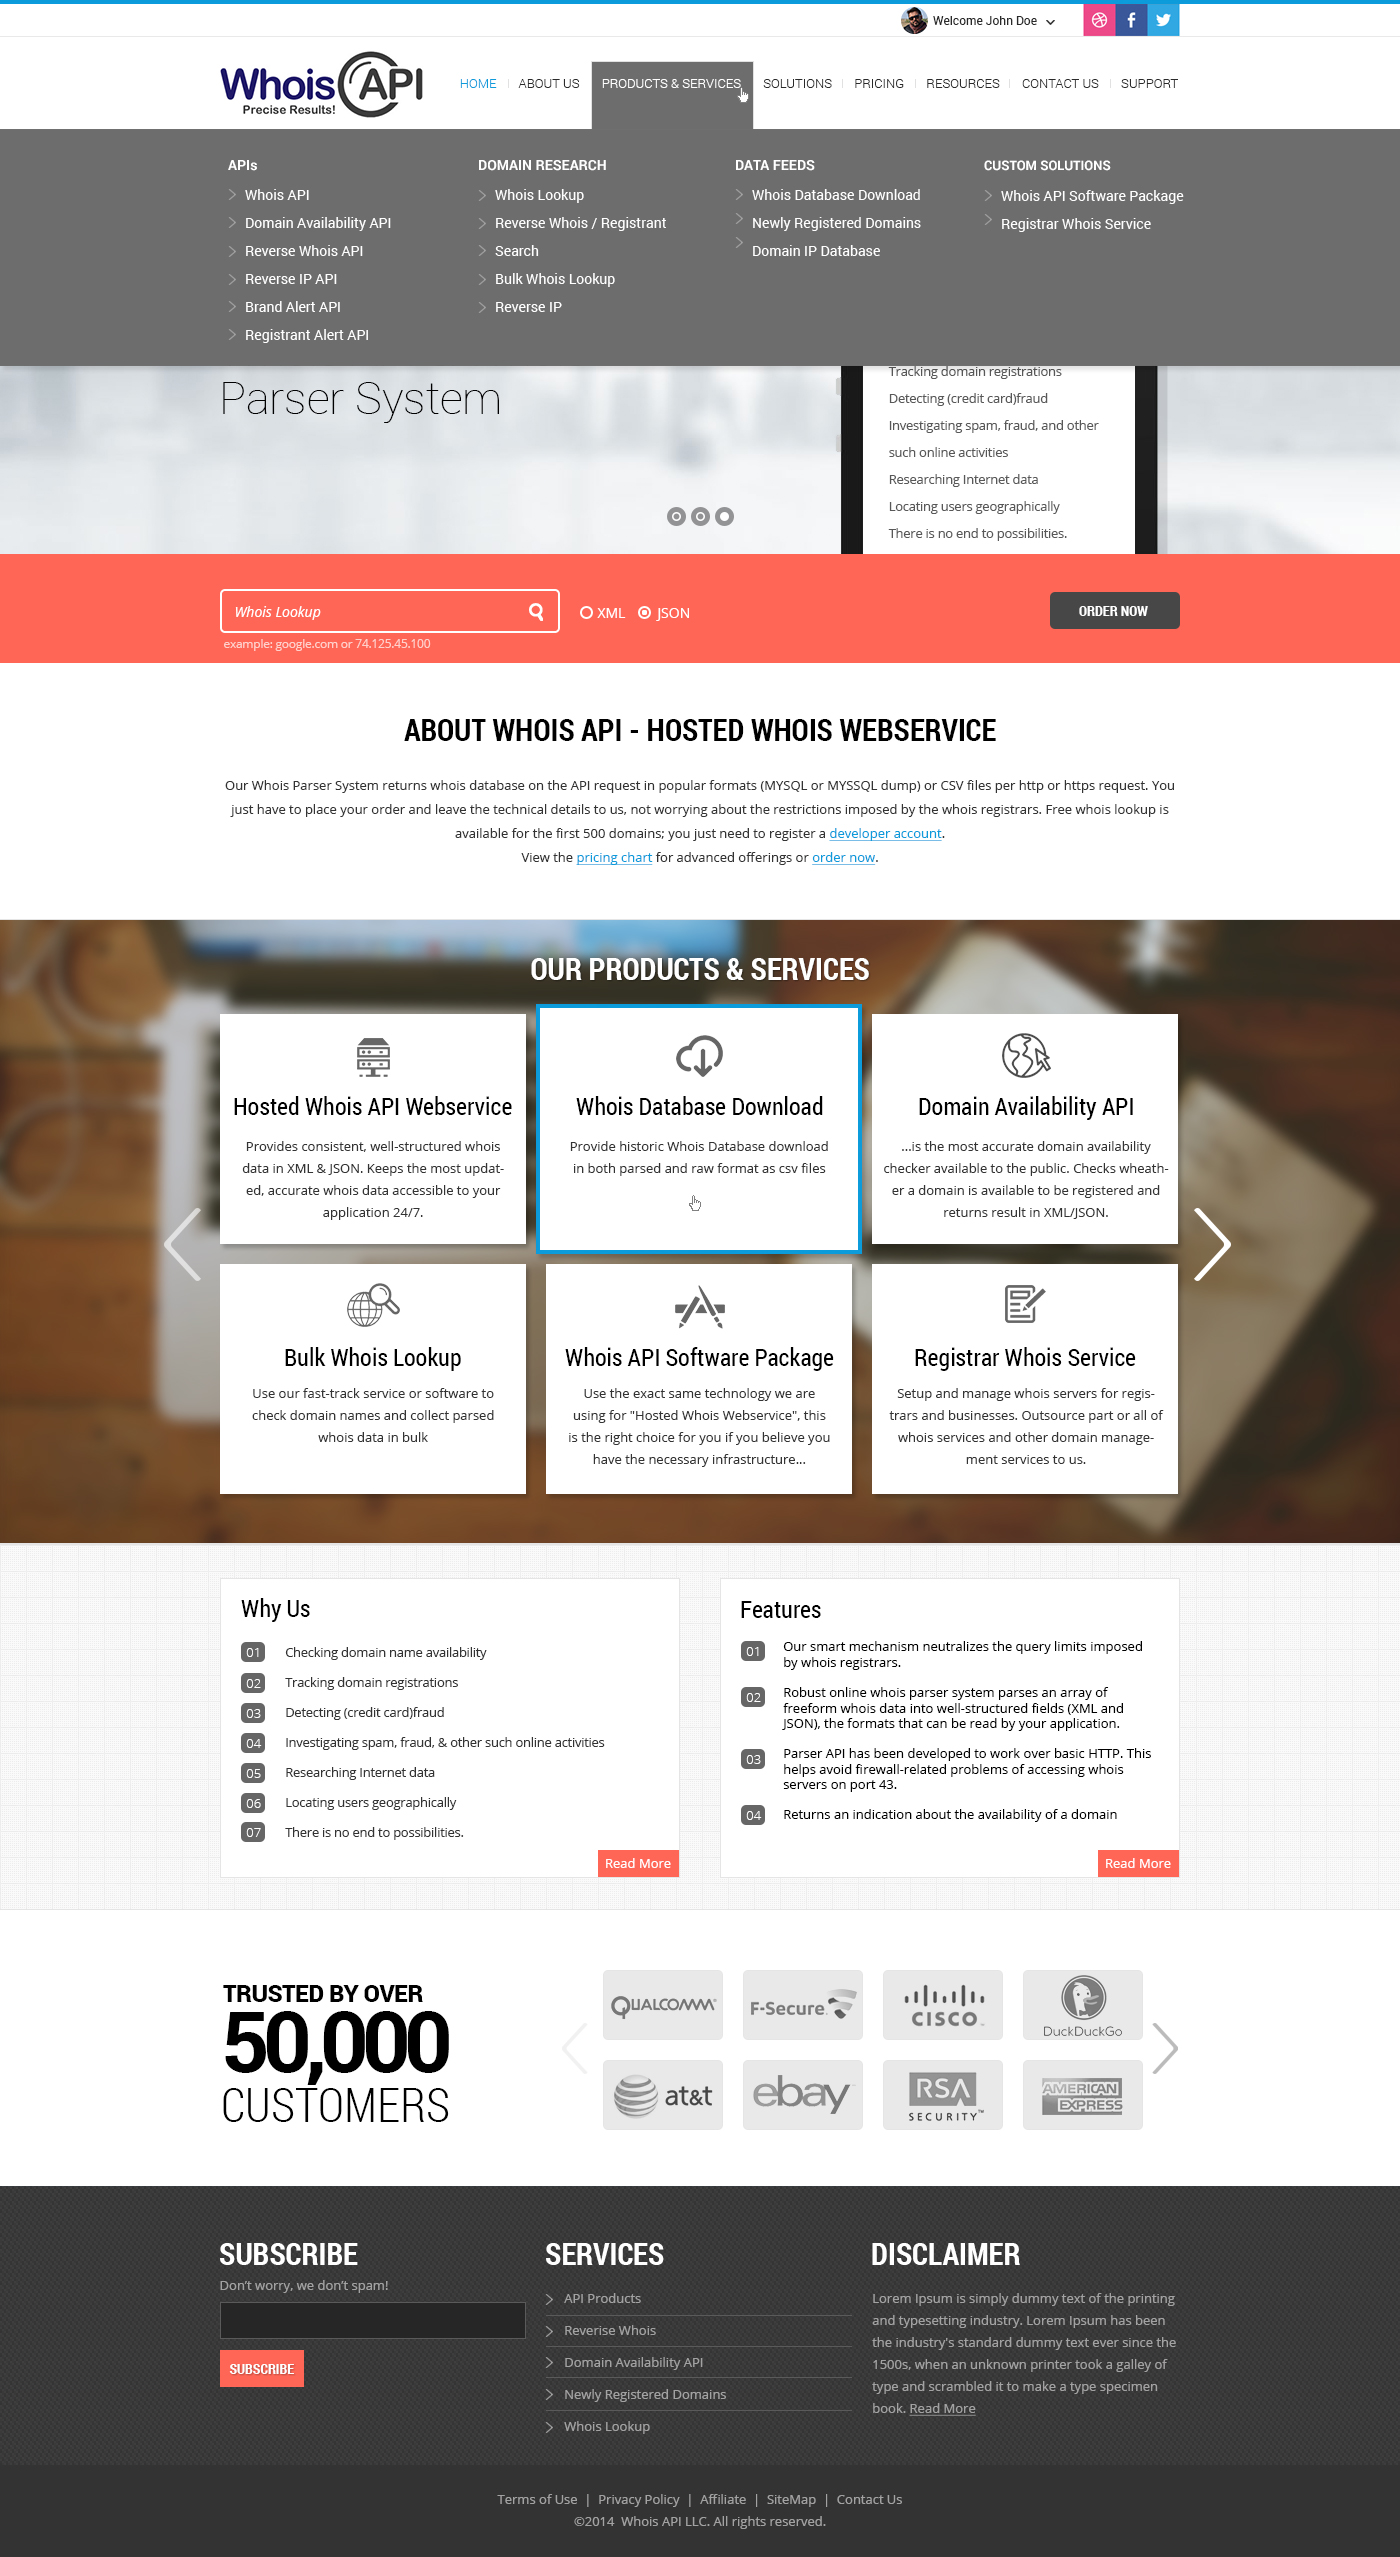 Welcome John Doe
Whois API
Precise Results!
HOME
ABOUT US
PRODUCTS & SERVICES
SOLUTIONS
PRICING
RESOURCES
CONTACT US
SUPPORT
APIs
Whois API
Domain Availability API
Reverse Whois API
Reverse IP API
Brand Alert API
Registrant Alert API
DOMAIN RESEARCH
Whois Lookup
Reverse Whois / Registrant
Search
Bulk Whois Lookup
Reverse IP
DATA FEEDS
Whois Database Download
Newly Registered Domains
Domain IP Database
CUSTOM SOLUTIONS
Whois API Software Package
Registrar Whois Service
Parser System
Tracking domain registrations
Detecting (credit card)fraud
Investigating spam, fraud, and other
such online activities
Researching Internet data
Locating users geographically
There is no end to possibilities.
Whois Lookup
XML
JSON
ORDER NOW
example: google.com or 74.125.45.100
ABOUT WHOIS API - HOSTED WHOIS WEBSERVICE
Our Whois Parser System returns whois database on the API request in popular formats (MYSQL or MYSSQL dump) or CSV files per http or https request. You
just have to place your order and leave the technical details to us, not worrying about the restrictions imposed by the whois registrars. Free whois lookup is
available for the first 500 domains; you just need to register a developer account.
View the pricing chart for advanced offerings or order now.
OUR PRODUCTS & SERVICES
Hosted Whois API Webservice
Provides consistent, well-structured whois
data in XML & JSON. Keeps the most updat-
ed, accurate whois data accessible to your
application 24/7.
Whois Database Download
Provide historic Whois Database download
in both parsed and raw format as csv files
Domain Availability API
...is the most accurate domain availability
checker available to the public. Checks wheath-
er a domain is available to be registered and
returns result in XML/JSON.
Bulk Whois Lookup
Use our fast-track service or software to
check domain names and collect parsed
whois data in bulk
Whois API Software Package
Use the exact same technology we are
using for "Hosted Whois Webservice", this
is the right choice for you if you believe you
have the necessary infrastructure...
Registrar Whois Service
Setup and manage whois servers for regis-
trars and businesses. Outsource part or all of
whois services and other domain manage-
ment services to us.
Why Us
01 Checking domain name availability
02 Tracking domain registrations
03 Detecting (credit card)fraud
04 Investigating spam, fraud, & other such online activities
05 Researching Internet data
06 Locating users geographically
07 There is no end to possibilities.
Read More
Features
01 Our smart mechanism neutralizes the query limits imposed
by whois registrars.
02 Robust online whois parser system parses an array of
freeform whois data into well-structured fields (XML and
JSON), the formats that can be read by your application.
03 Parser API has been developed to work over basic HTTP. This
helps avoid firewall-related problems of accessing whois
servers on port 43.
04 Returns an indication about the availability of a domain
Read More
TRUSTED BY OVER
50,000
CUSTOMERS
QUALCOMM
F-Secure
CISCO
DuckDuckGo
at&t
ebay
RSA
SECURITY™
AMERICAN
EXPRESS
SUBSCRIBE
Don't worry, we don't spam!
SUBSCRIBE
SERVICES
API Products
Reverise Whois
Domain Availability API
Newly Registered Domains
Whois Lookup
DISCLAIMER
Lorem Ipsum is simply dummy text of the printing
and typesetting industry. Lorem Ipsum has been
the industry's standard dummy text ever since the
1500s, when an unknown printer took a galley of
type and scrambled it to make a type specimen
book. Read More
Terms of Use | Privacy Policy | Affiliate | SiteMap | Contact Us
©2014 Whois API LLC. All rights reserved.